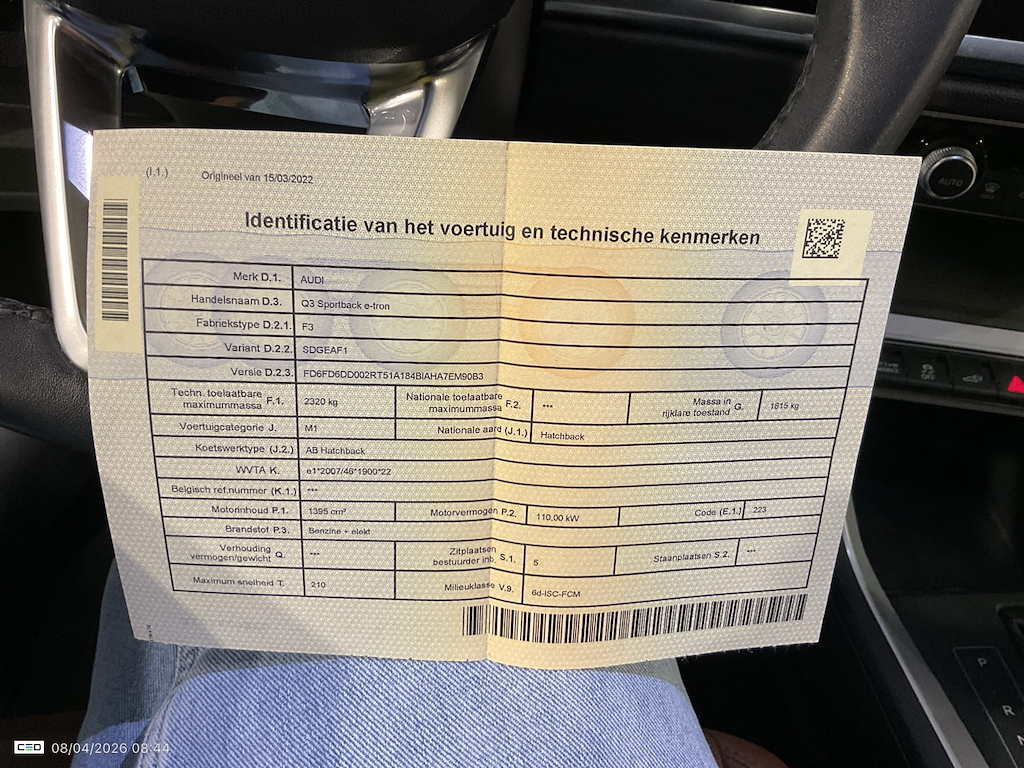 (I.1.) Origineel van 15/03/2022
Identificatie van het voertuig en technische kenmerken
Merk D.1. AUDI
Handelsnaam D.3. Q3 Sportback e-tron
Fabriekstype D.2.1. F3
Variant D.2.2. SDGEAF1
Versie D.2.3. FD6FD6DD002RT51A184BIAHA7EM90B3
Techn. toelaatbare maximummassa F.1. 2320 kg Nationale toelaatbare maximummassa F.2. *** Massa in rijklare toestand G. 1815 kg
Voertuigcategorie J. M1 Nationale aard (J.1.) Hatchback
Koetswerktype (J.2.) AB Hatchback
WVTA K. e1*2007/46*1900*22
Belgisch ref.nummer (K.1.) ***
Motorinhoud P.1. 1395 cm³ Motorvermogen P.2. 110,00 kW Code (E.1.) 223
Brandstof P.3. Benzine + elekt
Verhouding vermogen/gewicht Q. *** Zitplaatsen bestuurder inb. S.1. 5 Staanplaatsen S.2. ***
Maximum snelheid T. 210 Milieuklasse V.9. 6d-ISC-FCM
AUTO
P
R
N
CEO 08/04/2026 08:44